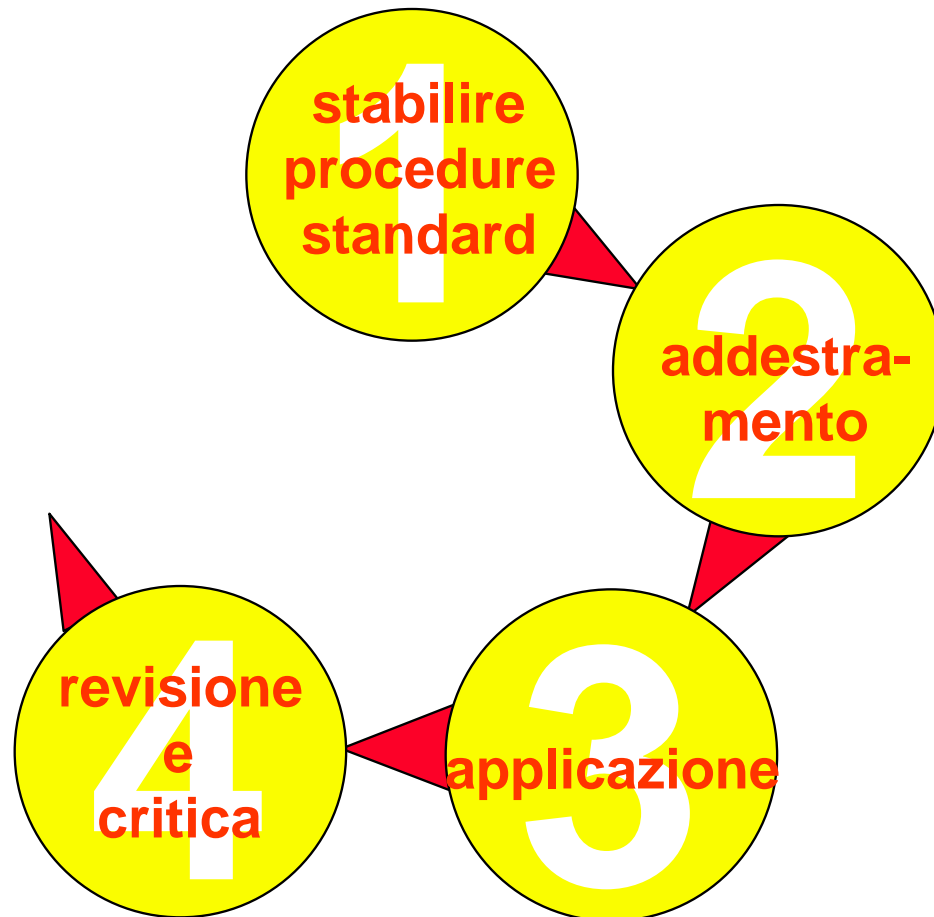 1
stabilire
procedure
standard
2
addestra-
mento
3
applicazione
4
revisione
e
critica